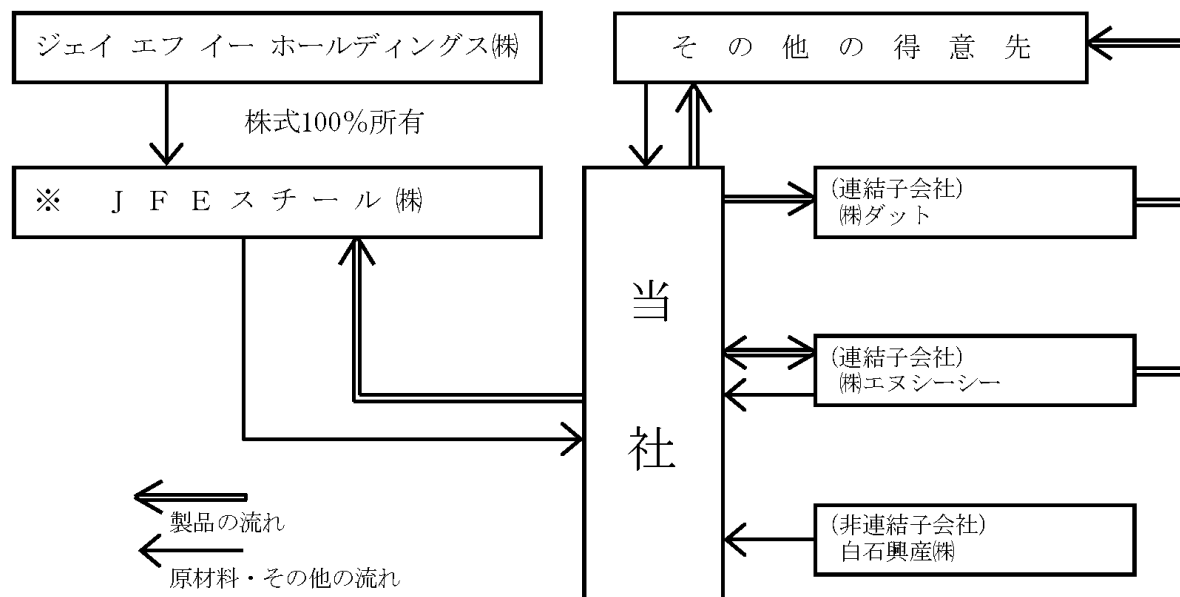 ジェイ エフ イー ホールディングス㈱
そ の 他 の 得 意 先
株式100%所有
※ J F E ス チ ー ル ㈱
(連結子会社)
㈱ダット
当
社
(連結子会社)
㈱エヌシーシー
(非連結子会社)
白石興産㈱
製品の流れ
原材料・その他の流れ